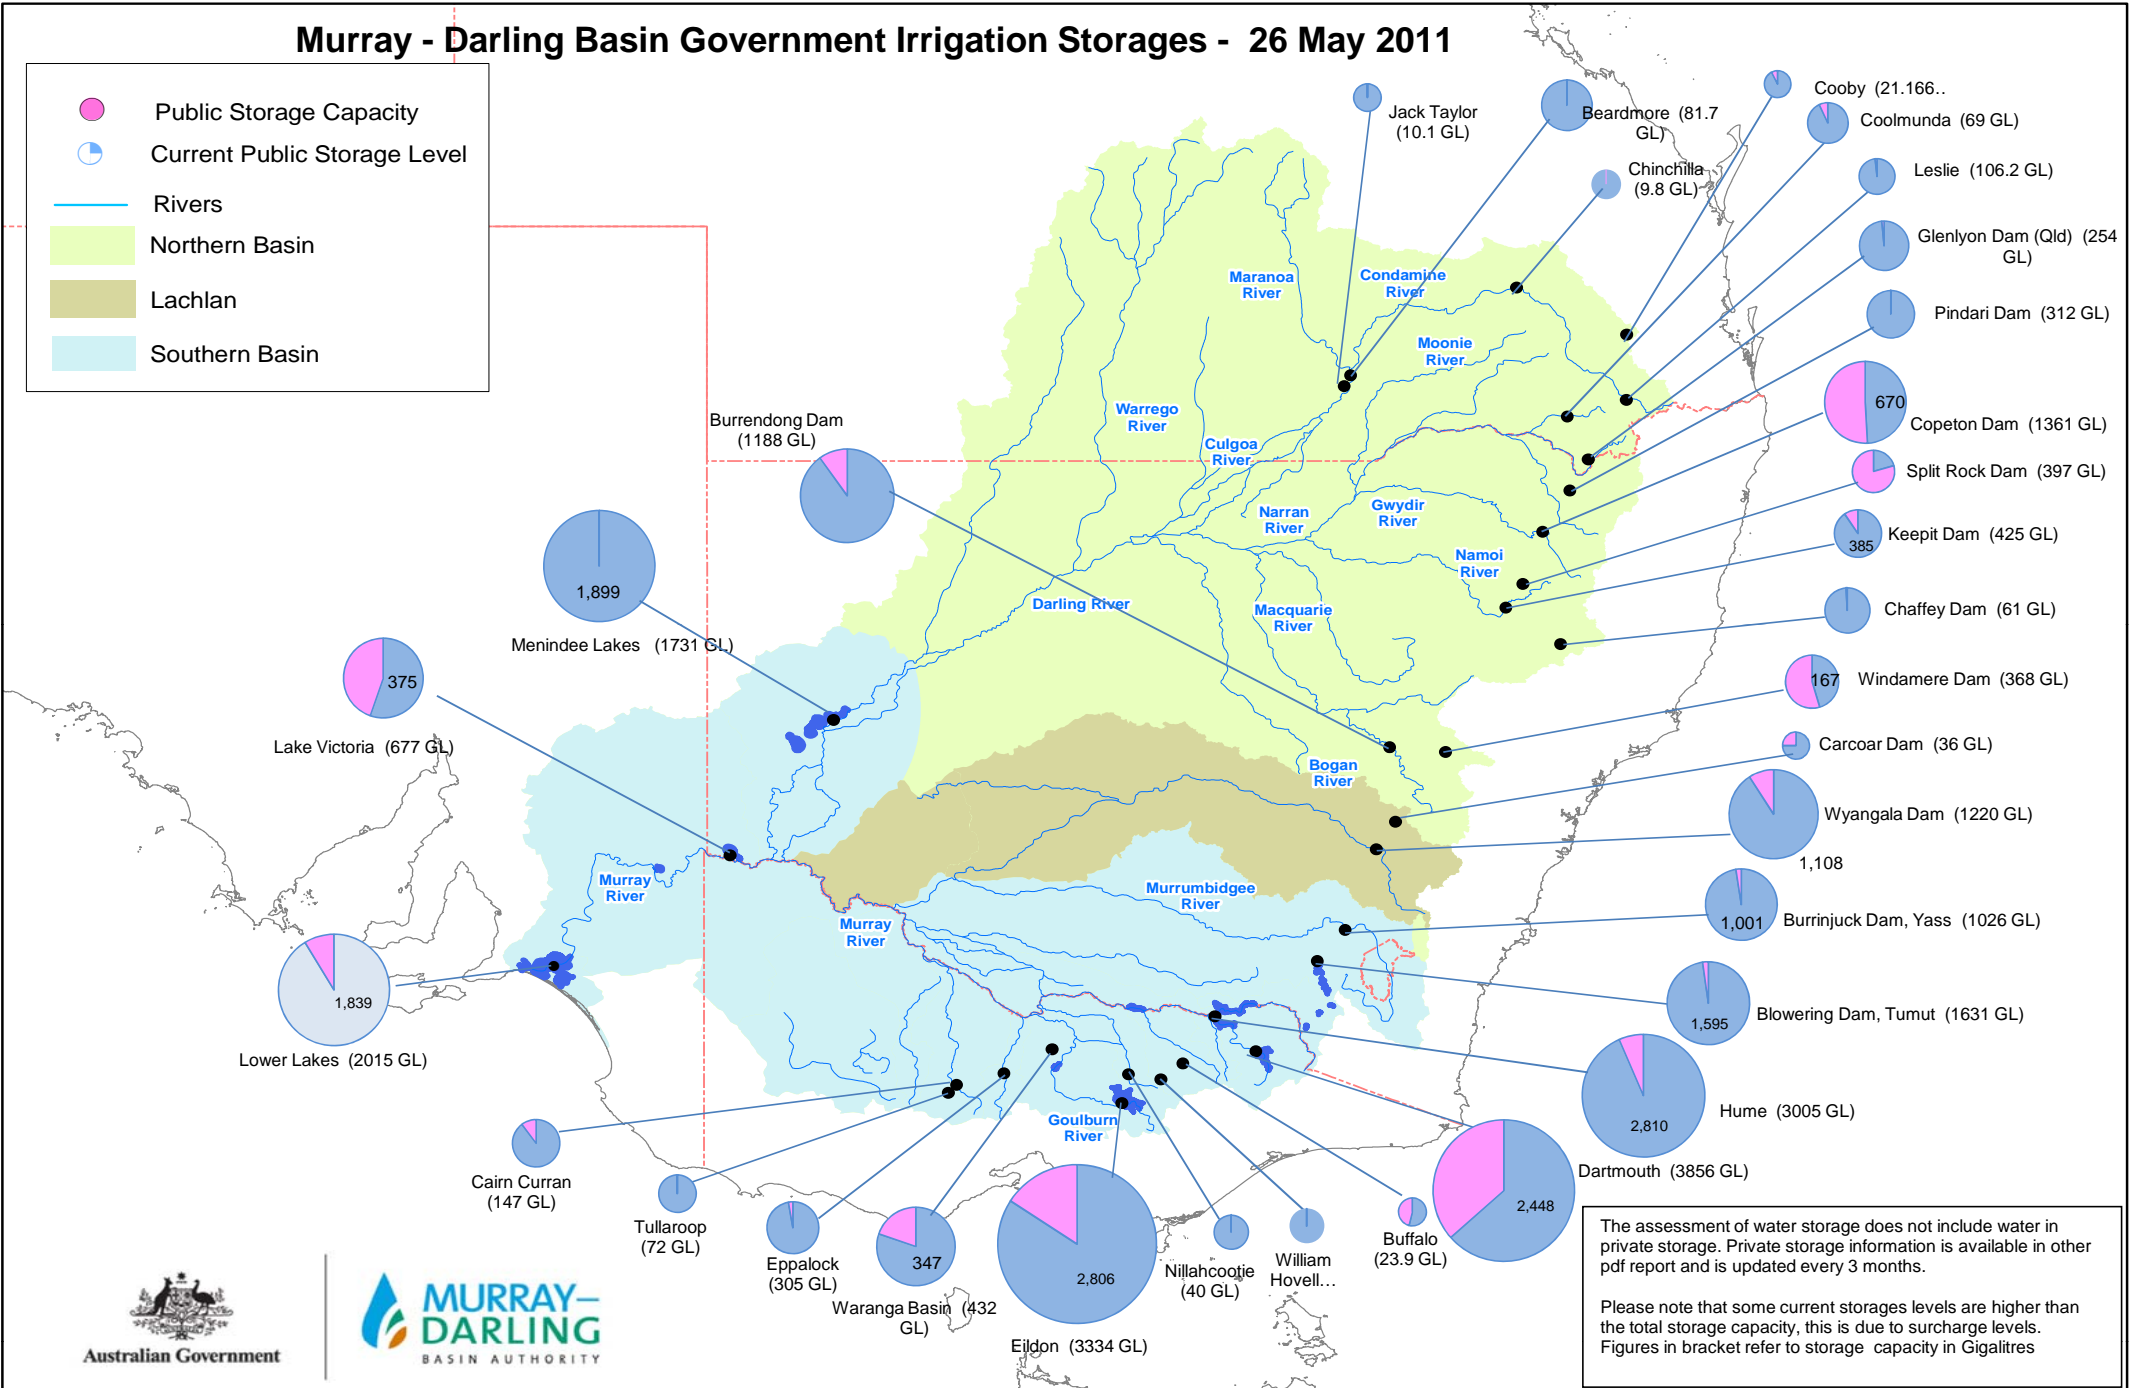 Murray - Darling Basin Government Irrigation Storages - 26 May 2011
Public Storage Capacity
Current Public Storage Level
Rivers
Northern Basin
Lachlan
Southern Basin
Jack Taylor
(10.1 GL)
Beardmore (81.7
GL)
Cooby (21.166..
Coolmunda (69 GL)
Chinchilla
(9.8 GL)
Leslie (106.2 GL)
Glenlyon Dam (Qld) (254
GL)
Pindari Dam (312 GL)
670
Copeton Dam (1361 GL)
Split Rock Dam (397 GL)
Keepit Dam (425 GL)
385
Chaffey Dam (61 GL)
167
Windamere Dam (368 GL)
Carcoar Dam (36 GL)
Wyangala Dam (1220 GL)
1,108
Burrinjuck Dam, Yass (1026 GL)
1,001
Blowering Dam, Tumut (1631 GL)
1,595
Hume (3005 GL)
2,810
Dartmouth (3856 GL)
2,448
Maranoa
River
Condamine
River
Moonie
River
Warrego
River
Culgoa
River
Narran
River
Gwydir
River
Namoi
River
Darling River
Macquarie
River
Bogan
River
Murrumbidgee
River
Murray
River
Murray
River
Goulburn
River
Burrendong Dam
(1188 GL)
1,899
Menindee Lakes (1731 GL)
375
Lake Victoria (677 GL)
1,839
Lower Lakes (2015 GL)
Cairn Curran
(147 GL)
Tullaroop
(72 GL)
Eppalock
(305 GL)
347
Waranga Basin (432
GL)
2,806
Eildon (3334 GL)
Nillahcootie
(40 GL)
William
Hovell...
Buffalo
(23.9 GL)
The assessment of water storage does not include water in
private storage. Private storage information is available in other
pdf report and is updated every 3 months.
Please note that some current storages levels are higher than
the total storage capacity, this is due to surcharge levels.
Figures in bracket refer to storage capacity in Gigalitres
Australian Government
MURRAY–
DARLING
BASIN AUTHORITY